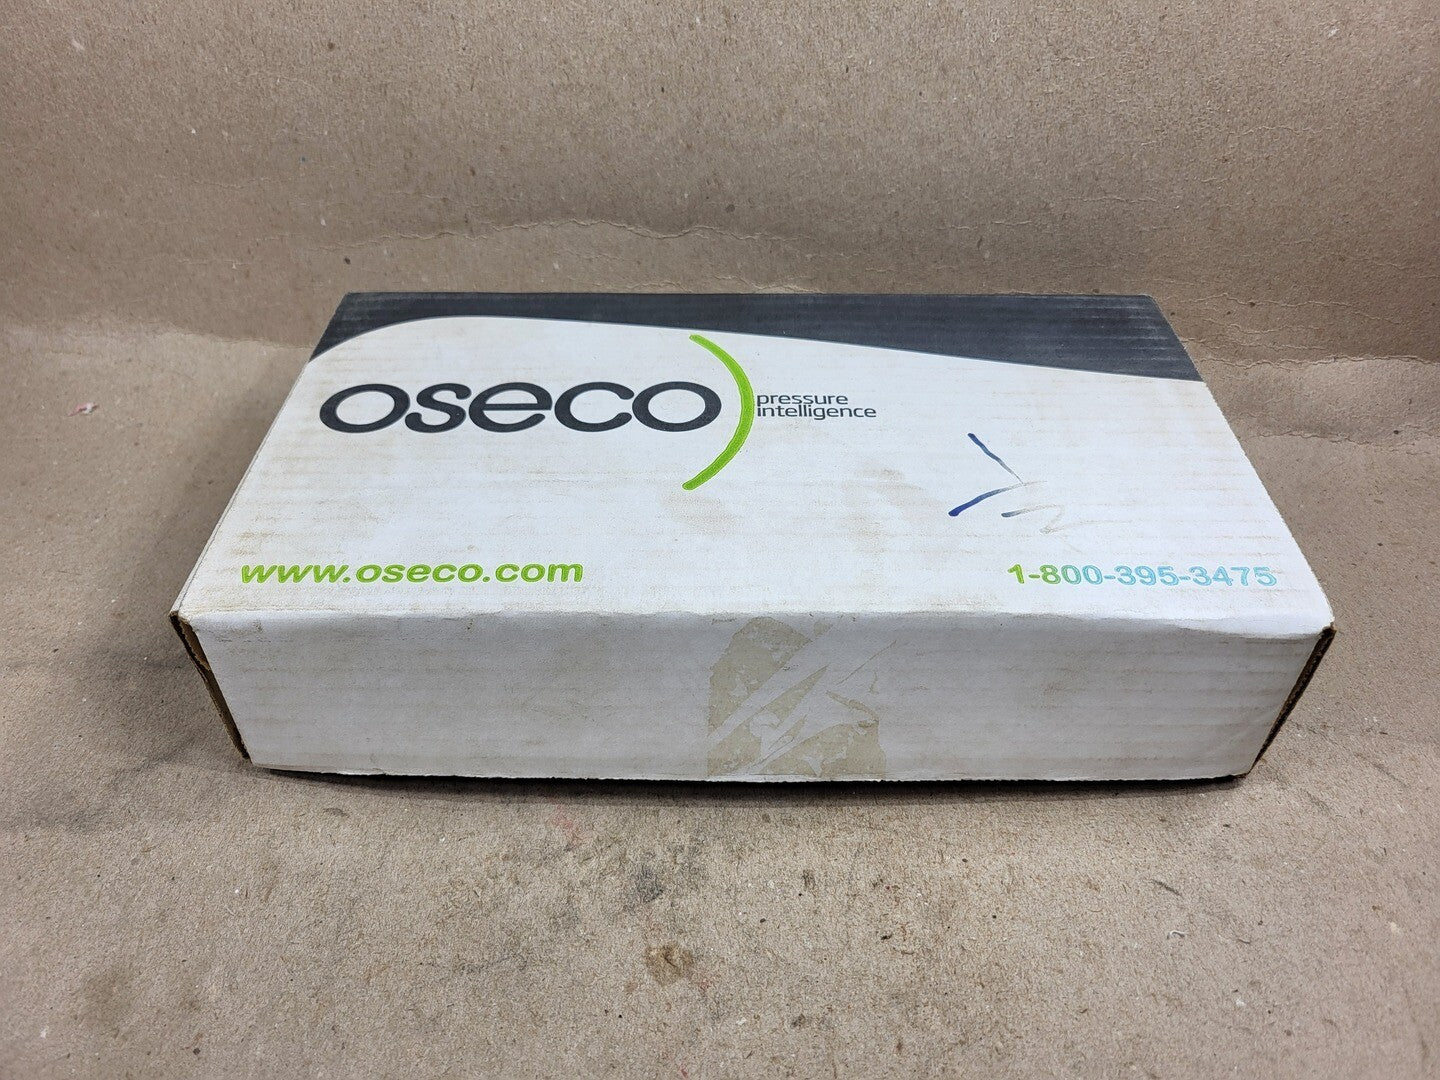 oseco
pressure
intelligence
www.oseco.com
1-800-395-3475